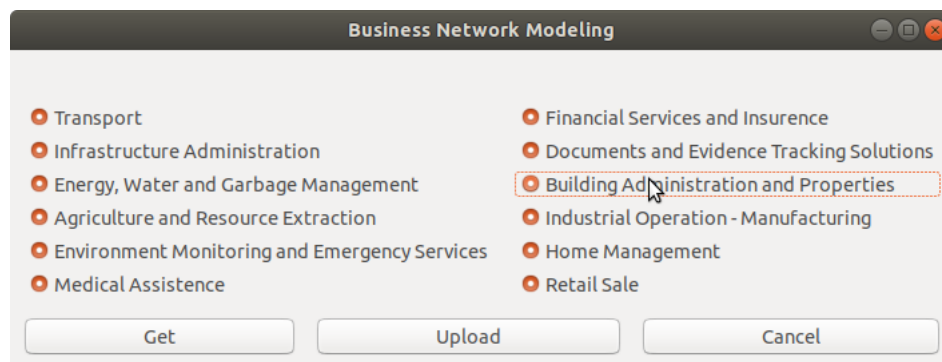 Business Network Modeling
Transport
Infrastructure Administration
Energy, Water and Garbage Management
Agriculture and Resource Extraction
Environment Monitoring and Emergency Services
Medical Assistence
Financial Services and Insurence
Documents and Evidence Tracking Solutions
Building Administration and Properties
Industrial Operation - Manufacturing
Home Management
Retail Sale
Get
Upload
Cancel